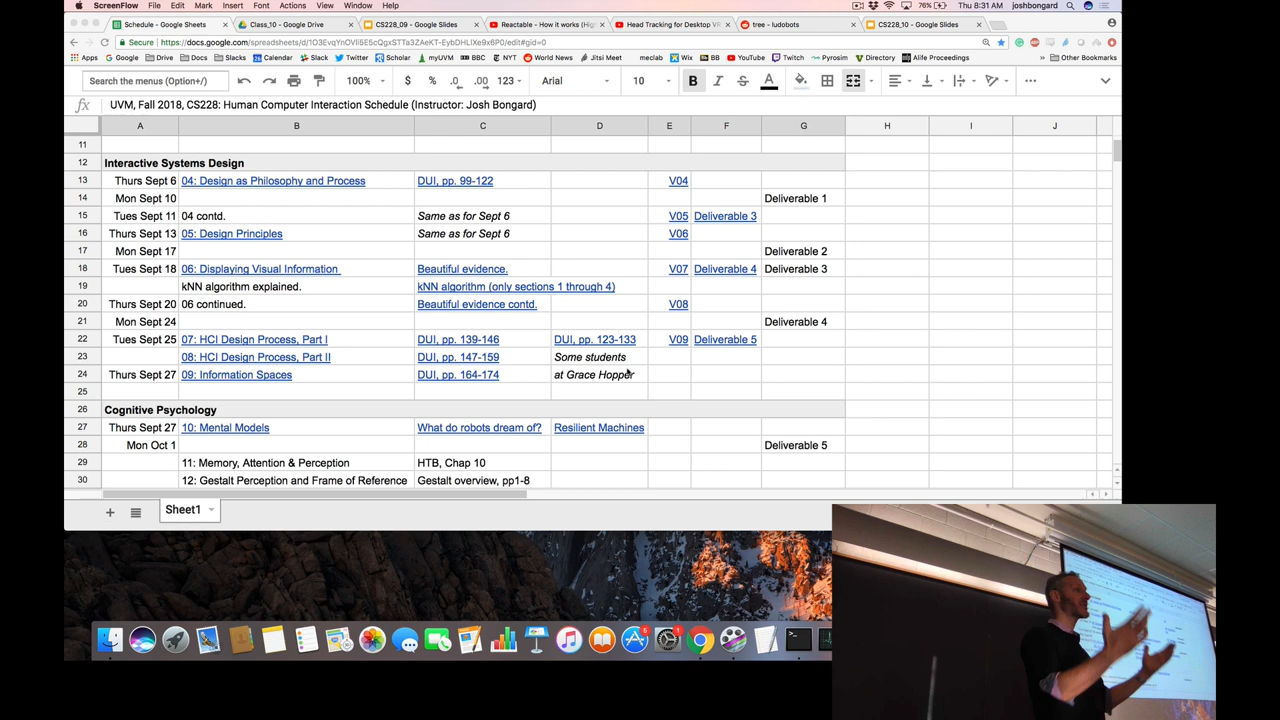 ScreenFlow File Edit Mark Insert Font Actions View Window Help 76% Thu 8:31 AM joshbongard
Schedule - Google Sheets Class_10 - Google Drive CS228_09 - Google Slides Reactable - How it works (Hig Head Tracking for Desktop VR tree - ludobots CS228_10 - Google Slides
Secure https://docs.google.com/spreadsheets/d/1O3EvqYnOVIi5E5cQgxSTTa3ZAeKT-EybDHLIXe9x6P0/edit#gid=0
Apps Google Drive Docs Slacks Calendar Scholar myUVM BBC NYT World News Jitsi Meet meclab Wix BB YouTube Twitter Pyrosim Directory Alife Proceedings Other Bookmarks
Search the menus (Option+/) 100% $ % .0 .00 123 Arial 10 B I S A
fx UVM, Fall 2018, CS228: Human Computer Interaction Schedule (Instructor: Josh Bongard)
A B C D E F G H I J
11
12 Interactive Systems Design
13 Thurs Sept 6 04: Design as Philosophy and Process DUI, pp. 99-122 V04
14 Mon Sept 10 Deliverable 1
15 Tues Sept 11 04 contd. Same as for Sept 6 V05 Deliverable 3
16 Thurs Sept 13 05: Design Principles Same as for Sept 6 V06
17 Mon Sept 17 Deliverable 2
18 Tues Sept 18 06: Displaying Visual Information Beautiful evidence. V07 Deliverable 4 Deliverable 3
19 kNN algorithm explained. kNN algorithm (only sections 1 through 4)
20 Thurs Sept 20 06 continued. Beautiful evidence contd. V08
21 Mon Sept 24 Deliverable 4
22 Tues Sept 25 07: HCI Design Process, Part I DUI, pp. 139-146 DUI, pp. 123-133 V09 Deliverable 5
23 08: HCI Design Process, Part II DUI, pp. 147-159 Some students
24 Thurs Sept 27 09: Information Spaces DUI, pp. 164-174 at Grace Hopper
25
26 Cognitive Psychology
27 Thurs Sept 27 10: Mental Models What do robots dream of? Resilient Machines
28 Mon Oct 1 Deliverable 5
29 11: Memory, Attention & Perception HTB, Chap 10
30 12: Gestalt Perception and Frame of Reference Gestalt overview, pp1-8
Sheet1